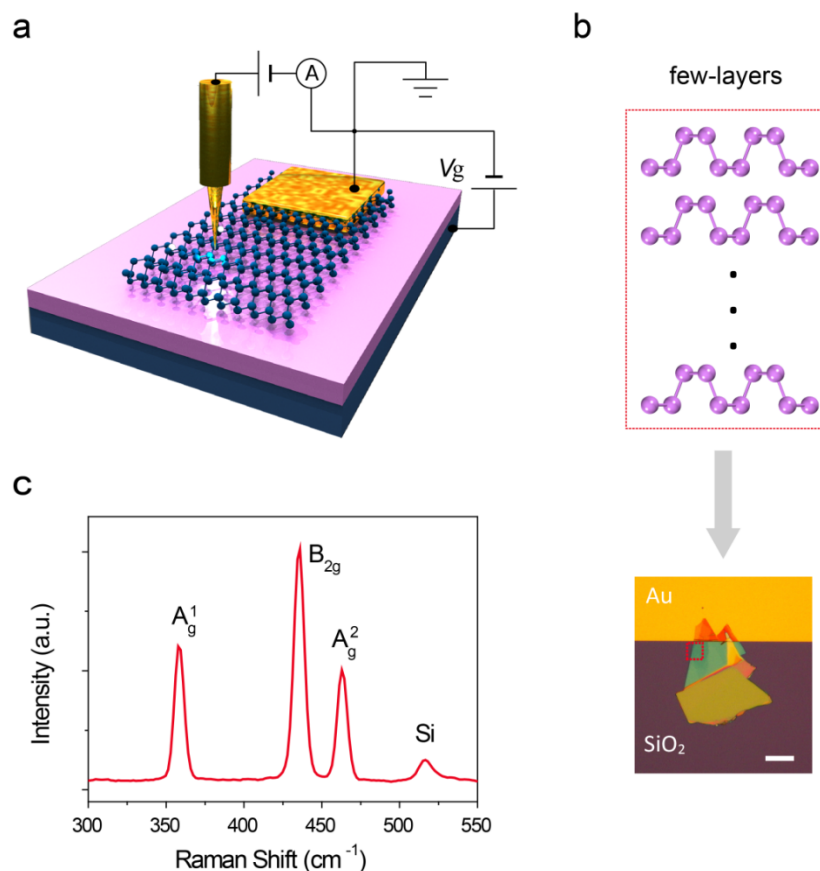 a
A
Vg
b
few-layers
Au
SiO₂
c
Intensity (a.u.)
A¹g
B₂g
A²g
Si
300 350 400 450 500 550
Raman Shift (cm ⁻¹)